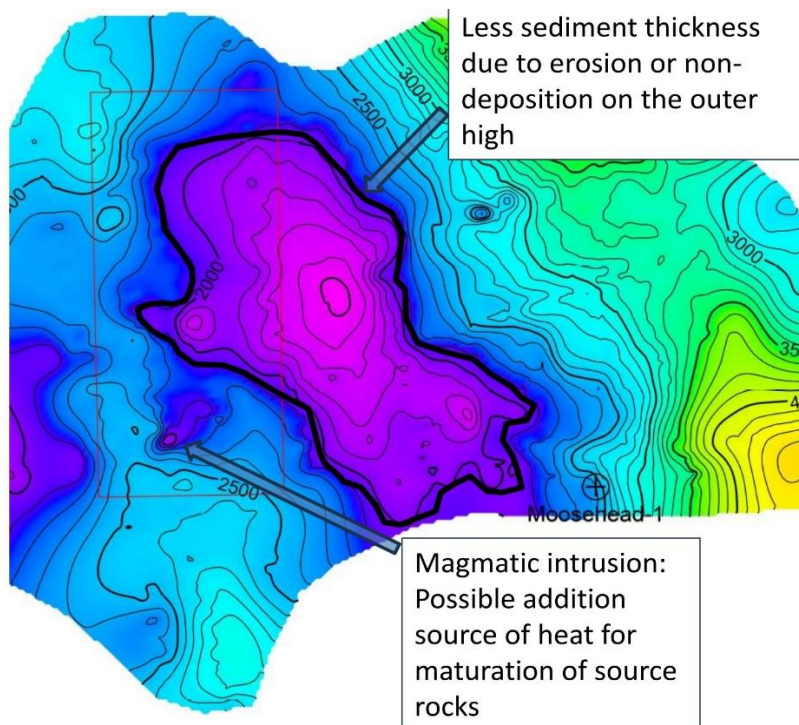 Less sediment thickness
due to erosion or non-
deposition on the outer
high
3000
2500
3000
2000
35
4
2500
Moosehead-1
Magmatic intrusion:
Possible addition
source of heat for
maturation of source
rocks